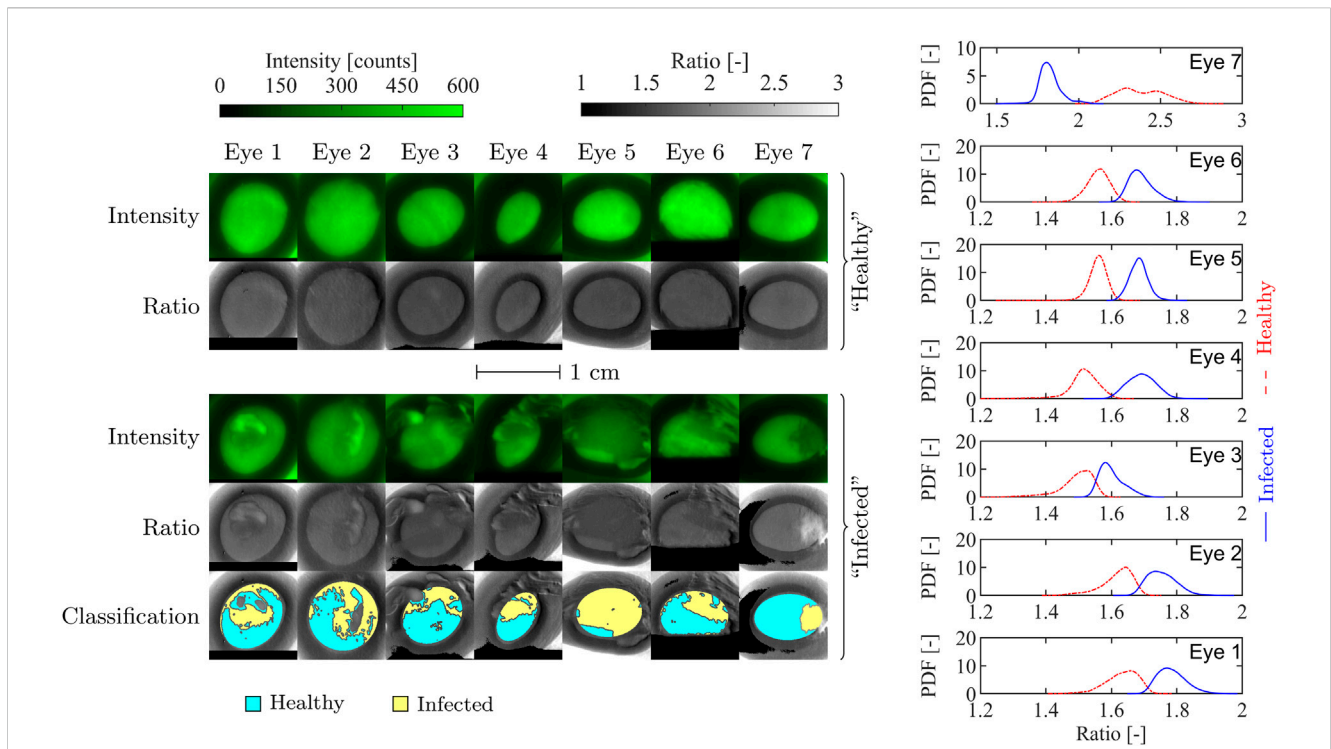 Intensity [counts]
0 150 300 450 600
Ratio [-]
1 2 3
Eye 1 Eye 2 Eye 3 Eye 4 Eye 5 Eye 6 Eye 7
Intensity
Ratio
“Healthy”
1 cm
Intensity
Ratio
Classification
“Infected”
Healthy
Infected
10
5
0
PDF [-]
Eye 7
1.5 2 2.5 3
20
10
0
PDF [-]
Eye 6
1.2 1.4 1.6 1.8 2
20
10
0
PDF [-]
Eye 5
1.2 1.4 1.6 1.8 2
20
10
0
PDF [-]
Eye 4
1.2 1.4 1.6 1.8 2
20
10
0
PDF [-]
Eye 3
1.2 1.4 1.6 1.8 2
20
10
0
PDF [-]
Eye 2
1.2 1.4 1.6 1.8 2
20
10
0
PDF [-]
Eye 1
1.2 1.4 1.6 1.8 2
Ratio [-]
Infected
Healthy